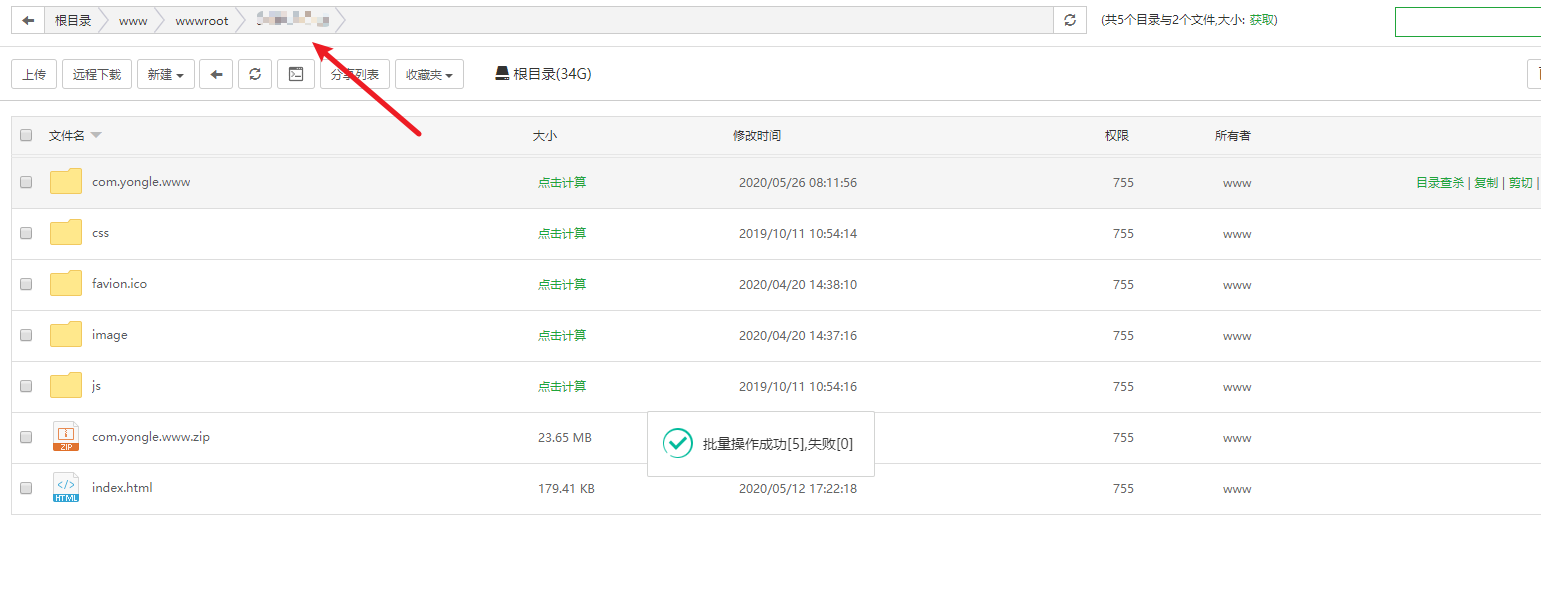 根目录 www wwwroot (共5个目录与2个文件,大小: 获取)
上传 远程下载 新建 分享列表 收藏夹 根目录(34G)
文件名 大小 修改时间 权限 所有者
com.yongle.www 点击计算 2020/05/26 08:11:56 755 www 目录查杀 | 复制 | 剪切 |
css 点击计算 2019/10/11 10:54:14 755 www
favion.ico 点击计算 2020/04/20 14:38:10 755 www
image 点击计算 2020/04/20 14:37:16 755 www
js 点击计算 2019/10/11 10:54:16 755 www
ZIP com.yongle.www.zip 23.65 MB 755 www
批量操作成功[5],失败[0]
</> HTML index.html 179.41 KB 2020/05/12 17:22:18 755 www